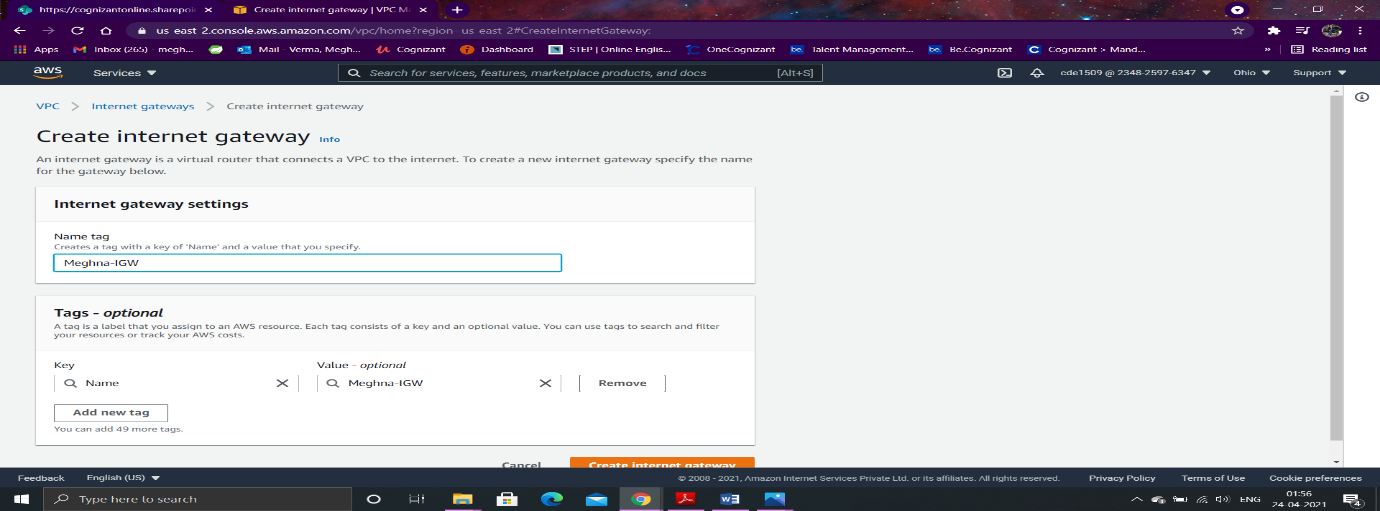 https://cognizantonline.sharepoi
Create internet gateway | VPC M
us east 2.console.aws.amazon.com/vpc/home?region us east 2#CreateInternetGateway:
Apps
Inbox (265) - megh...
Mail - Verma, Megh...
Cognizant
Dashboard
STEP | Online Englis...
OneCognizant
Talent Management...
Be.Cognizant
Cognizant > Mand...
»
Reading list
aws
Services
Search for services, features, marketplace products, and docs
[Alt+S]
cde1509 @ 2348-2597-6347
Ohio
Support
VPC > Internet gateways > Create internet gateway
Create internet gateway Info
An internet gateway is a virtual router that connects a VPC to the internet. To create a new internet gateway specify the name
for the gateway below.
Internet gateway settings
Name tag
Creates a tag with a key of 'Name' and a value that you specify.
Meghna-IGW
Tags - optional
A tag is a label that you assign to an AWS resource. Each tag consists of a key and an optional value. You can use tags to search and filter
your resources or track your AWS costs.
Key
Value - optional
Name
Meghna-IGW
Remove
Add new tag
You can add 49 more tags.
Cancel
Create internet gateway
Feedback
English (US)
© 2008 - 2021, Amazon Internet Services Private Ltd. or its affiliates. All rights reserved.
Privacy Policy
Terms of Use
Cookie preferences
Type here to search
ENG
01:56
24-04-2021
4